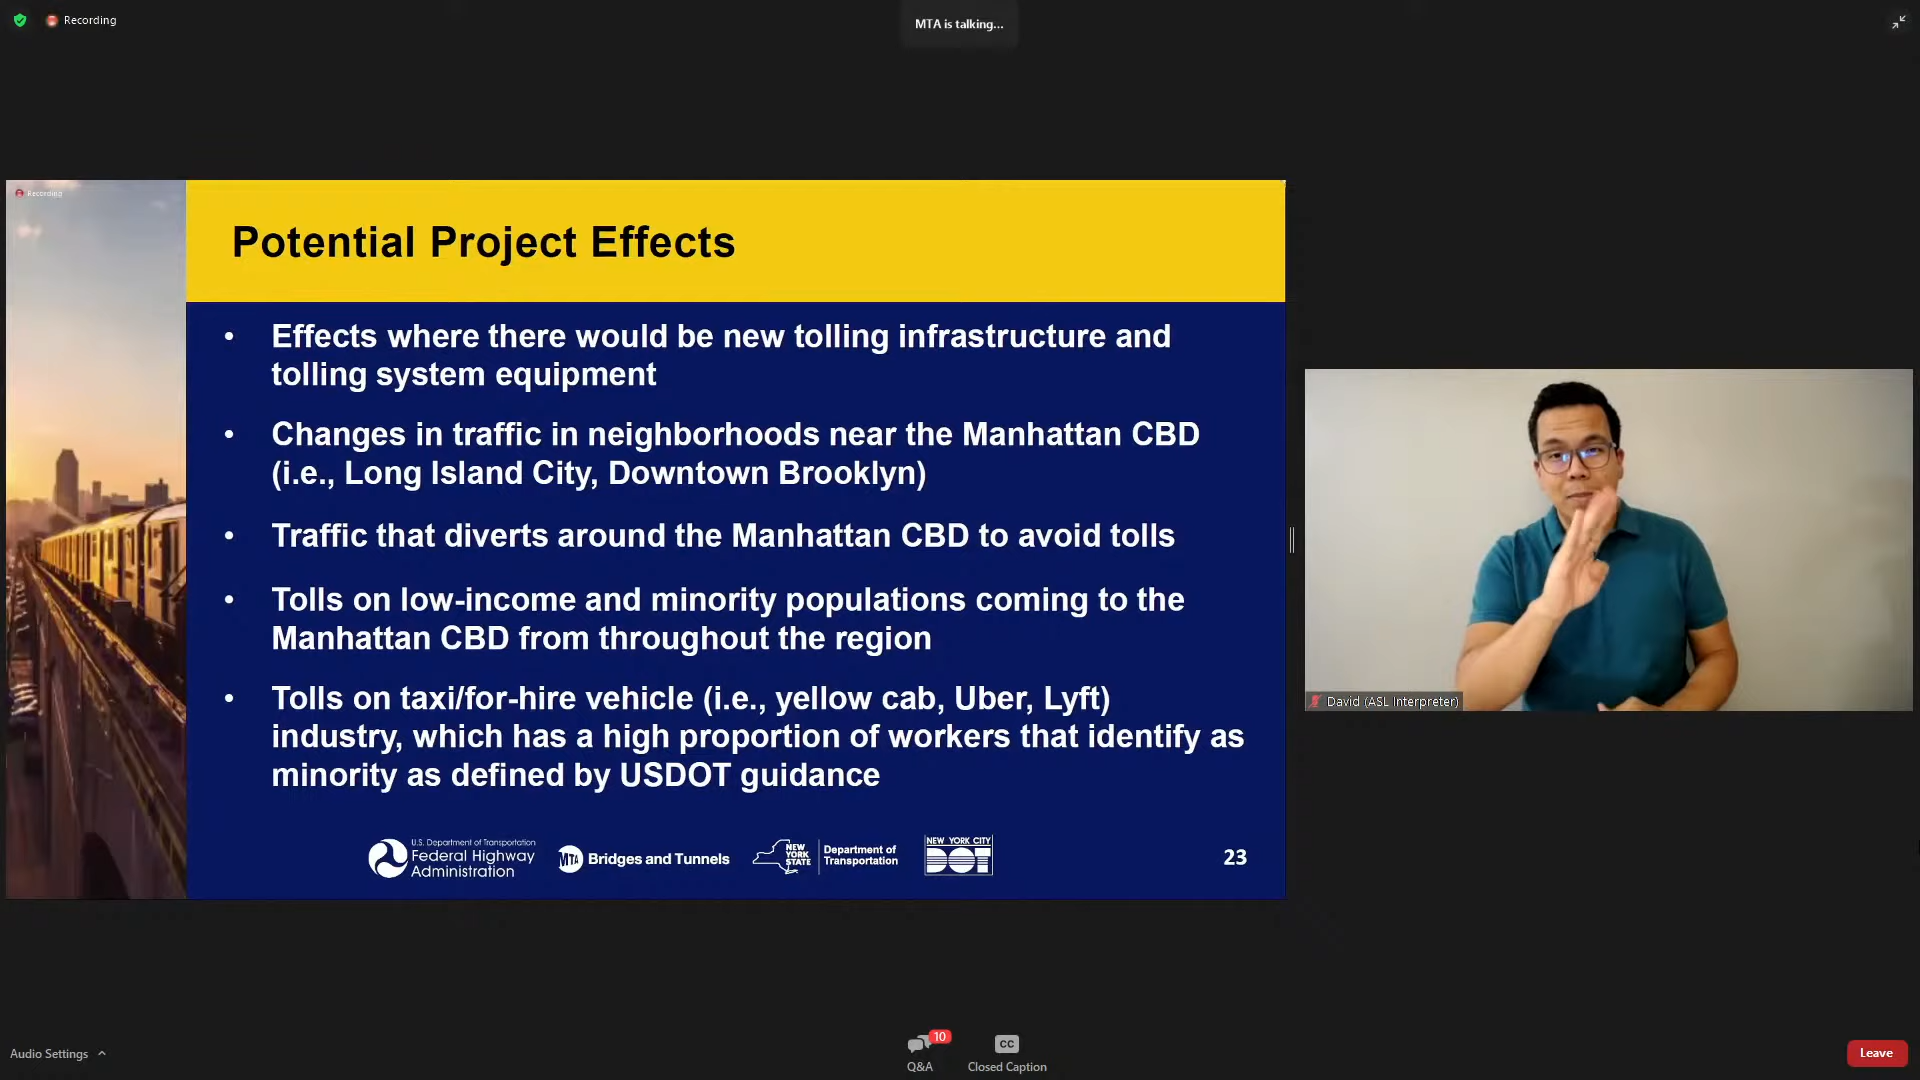 Recording
MTA is talking...
Recording
Potential Project Effects
• Effects where there would be new tolling infrastructure and
tolling system equipment
• Changes in traffic in neighborhoods near the Manhattan CBD
(i.e., Long Island City, Downtown Brooklyn)
• Traffic that diverts around the Manhattan CBD to avoid tolls
• Tolls on low-income and minority populations coming to the
Manhattan CBD from throughout the region
• Tolls on taxi/for-hire vehicle (i.e., yellow cab, Uber, Lyft)
industry, which has a high proportion of workers that identify as
minority as defined by USDOT guidance
U.S. Department of Transportation
Federal Highway
Administration
MTA Bridges and Tunnels
NEW
YORK
STATE
Department of
Transportation
NEW YORK CITY
DOT
23
David (ASL Interpreter)
Audio Settings
10
Q&A
CC
Closed Caption
Leave